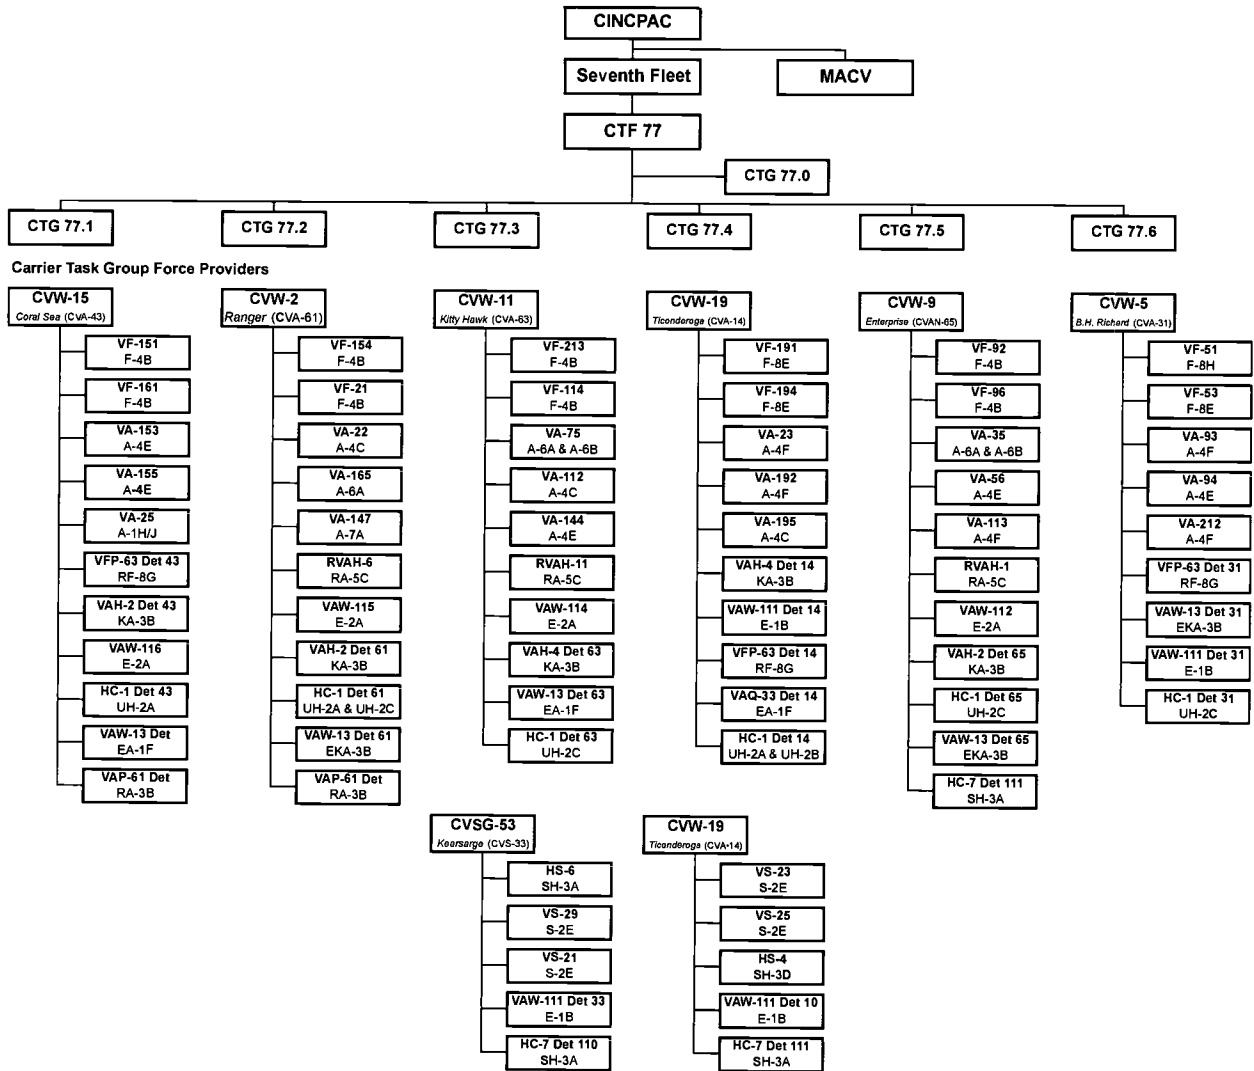 CINCPAC
Seventh Fleet
MACV
CTF 77
CTG 77.0
CTG 77.1
CTG 77.2
CTG 77.3
CTG 77.4
CTG 77.5
CTG 77.6
Carrier Task Group Force Providers
CVW-15
Coral Sea (CVA-43)
VF-151
F-4B
VF-161
F-4B
VA-153
A-4E
VA-155
A-4E
VA-25
A-1H/J
VFP-63 Det 43
RF-8G
VAH-2 Det 43
KA-3B
VAW-116
E-2A
HC-1 Det 43
UH-2A
VAW-13 Det
EA-1F
VAP-61 Det
RA-3B
CVW-2
Ranger (CVA-61)
VF-154
F-4B
VF-21
F-4B
VA-22
A-4C
VA-165
A-6A
VA-147
A-7A
RVAH-6
RA-5C
VAW-115
E-2A
VAH-2 Det 61
KA-3B
HC-1 Det 61
UH-2A & UH-2C
VAW-13 Det 61
EKA-3B
VAP-61 Det
RA-3B
CVW-11
Kitty Hawk (CVA-63)
VF-213
F-4B
VF-114
F-4B
VA-75
A-6A & A-6B
VA-112
A-4C
VA-144
A-4E
RVAH-11
RA-5C
VAW-114
E-2A
VAH-4 Det 63
KA-3B
VAW-13 Det 63
EA-1F
HC-1 Det 63
UH-2C
CVW-19
Ticonderoga (CVA-14)
VF-191
F-8E
VF-194
F-8E
VA-23
A-4F
VA-192
A-4F
VA-195
A-4C
VAH-4 Det 14
KA-3B
VAW-111 Det 14
E-1B
VFP-63 Det 14
RF-8G
VAQ-33 Det 14
EA-1F
HC-1 Det 14
UH-2A & UH-2B
CVW-9
Enterprise (CVAN-65)
VF-92
F-4B
VF-96
F-4B
VA-35
A-6A & A-6B
VA-56
A-4E
VA-113
A-4F
RVAH-1
RA-5C
VAW-112
E-2A
VAH-2 Det 65
KA-3B
HC-1 Det 65
UH-2C
VAW-13 Det 65
EKA-3B
HC-7 Det 111
SH-3A
CVW-5
B.H. Richard (CVA-31)
VF-51
F-8H
VF-53
F-8E
VA-93
A-4F
VA-94
A-4E
VA-212
A-4F
VFP-63 Det 31
RF-8G
VAW-13 Det 31
EKA-3B
VAW-111 Det 31
E-1B
HC-1 Det 31
UH-2C
CVSG-53
Kearsarge (CVS-33)
HS-6
SH-3A
VS-29
S-2E
VS-21
S-2E
VAW-111 Det 33
E-1B
HC-7 Det 110
SH-3A
CVW-19
Ticonderoga (CVA-14)
VS-23
S-2E
VS-25
S-2E
HS-4
SH-3D
VAW-111 Det 10
E-1B
HC-7 Det 111
SH-3A